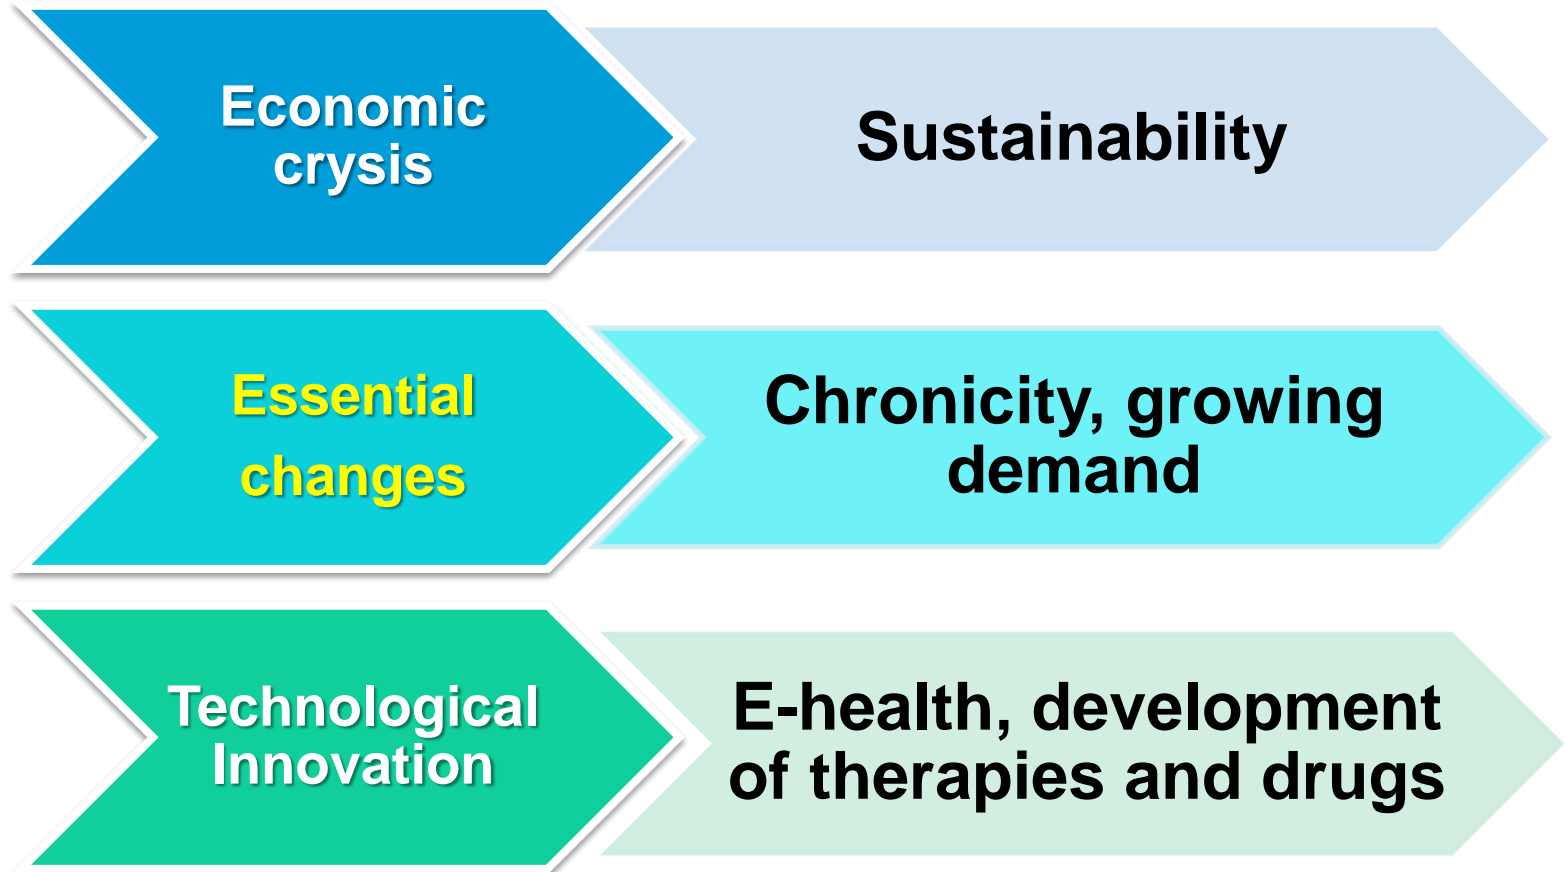 Economic
crysis
Sustainability
Essential
changes
Chronicity, growing
demand
Technological
Innovation
E-health, development
of therapies and drugs